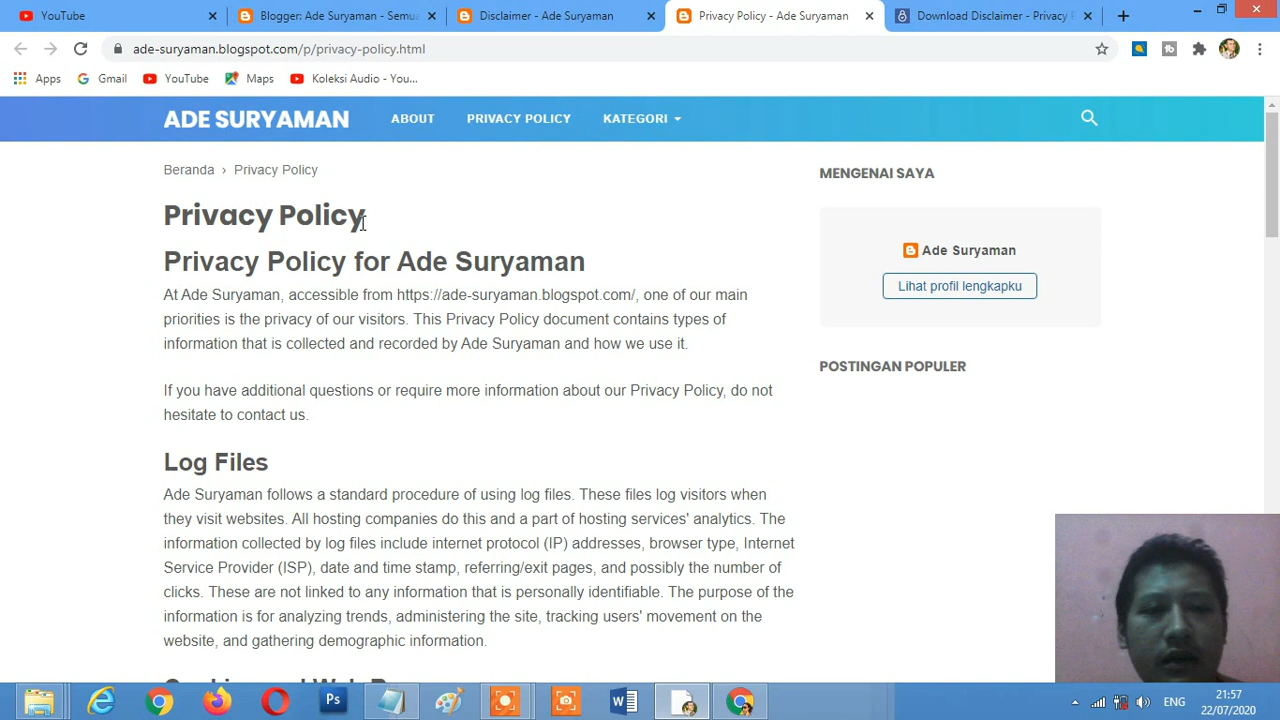 YouTube
Blogger: Ade Suryaman - Semua
Disclaimer - Ade Suryaman
Privacy Policy - Ade Suryaman
Download Disclaimer - Privacy P
ade-suryaman.blogspot.com/p/privacy-policy.html
Apps
Gmail
YouTube
Maps
Koleksi Audio - You...
ADE SURYAMAN
ABOUT
PRIVACY POLICY
KATEGORI
Beranda › Privacy Policy
Privacy Policy
Privacy Policy for Ade Suryaman
At Ade Suryaman, accessible from https://ade-suryaman.blogspot.com/, one of our main
priorities is the privacy of our visitors. This Privacy Policy document contains types of
information that is collected and recorded by Ade Suryaman and how we use it.
If you have additional questions or require more information about our Privacy Policy, do not
hesitate to contact us.
Log Files
Ade Suryaman follows a standard procedure of using log files. These files log visitors when
they visit websites. All hosting companies do this and a part of hosting services' analytics. The
information collected by log files include internet protocol (IP) addresses, browser type, Internet
Service Provider (ISP), date and time stamp, referring/exit pages, and possibly the number of
clicks. These are not linked to any information that is personally identifiable. The purpose of the
information is for analyzing trends, administering the site, tracking users' movement on the
website, and gathering demographic information.
MENGENAI SAYA
Ade Suryaman
Lihat profil lengkapku
POSTINGAN POPULER
Ps
ENG
21:57
22/07/2020